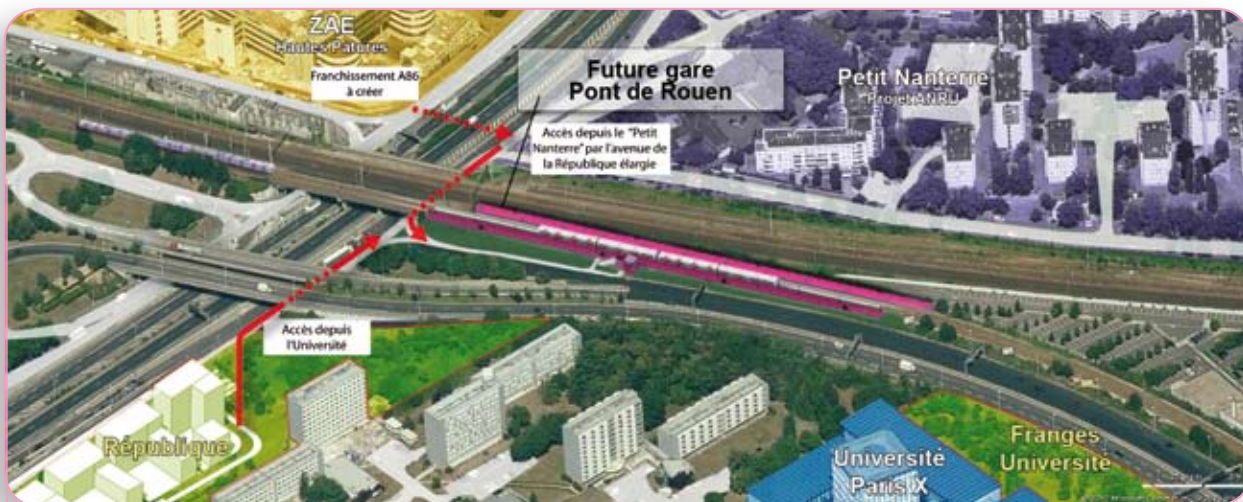 ZAE
Hautes Patures
Franchissement A86
à créer
Future gare
Pont de Rouen
Petit Nanterre
Projet ANRU
Accès depuis le "Petit
Nanterre" par l'avenue de
la République élargie
Accès depuis
l'Université
République
Université
Paris X
Franges
Université